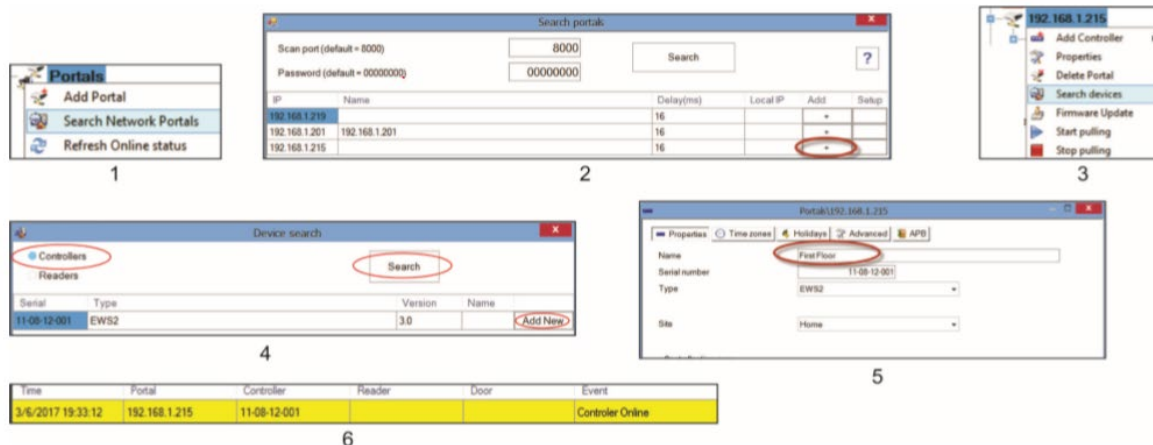 Portals
Add Portal
Search Network Portals
Refresh Online status
1
Search portals
Scan port (default = 8000)
8000
Search
?
Password (default = 00000000)
00000000
IP Name Delay(ms) Local IP Add Setup
192.168.1.219 16 +
192.168.1.201 192.168.1.201 16 +
192.168.1.215 16 +
2
192.168.1.215
Add Controller
Properties
Delete Portal
Search devices
Firmware Update
Start pulling
Stop pulling
3
Device search
Controllers
Readers
Search
Serial Type Version Name
11-08-12-001 EWS2 3.0 Add New
4
Portals\192.168.1.215
Properties Time zones Holidays Advanced APB
Name First Floor
Serial number 11-08-12-001
Type EWS2
Site Home
5
Time Portal Controller Reader Door Event
3/6/2017 19:33:12 192.168.1.215 11-08-12-001 Controler Online
6